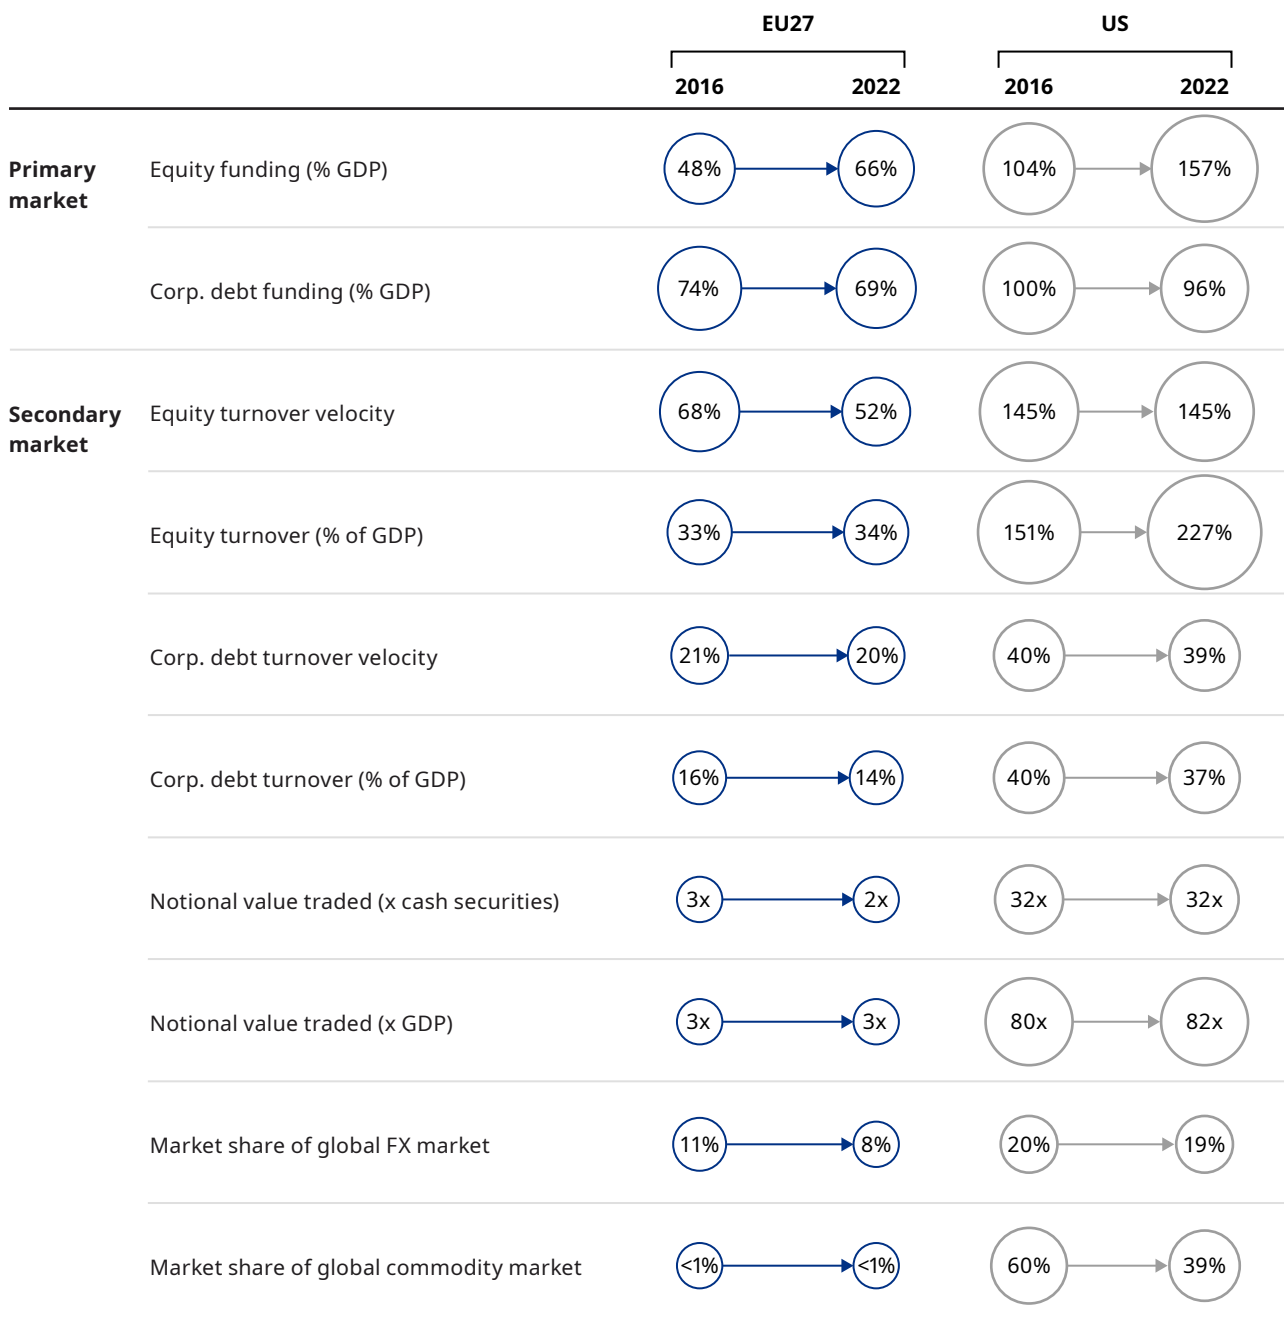 EU27 US
2016 2022 2016 2022
Primary
market
Equity funding (% GDP) 48% 66% 104% 157%
Corp. debt funding (% GDP) 74% 69% 100% 96%
Secondary
market
Equity turnover velocity 68% 52% 145% 145%
Equity turnover (% of GDP) 33% 34% 151% 227%
Corp. debt turnover velocity 21% 20% 40% 39%
Corp. debt turnover (% of GDP) 16% 14% 40% 37%
Notional value traded (x cash securities) 3x 2x 32x 32x
Notional value traded (x GDP) 3x 3x 80x 82x
Market share of global FX market 11% 8% 20% 19%
Market share of global commodity market <1% <1% 60% 39%